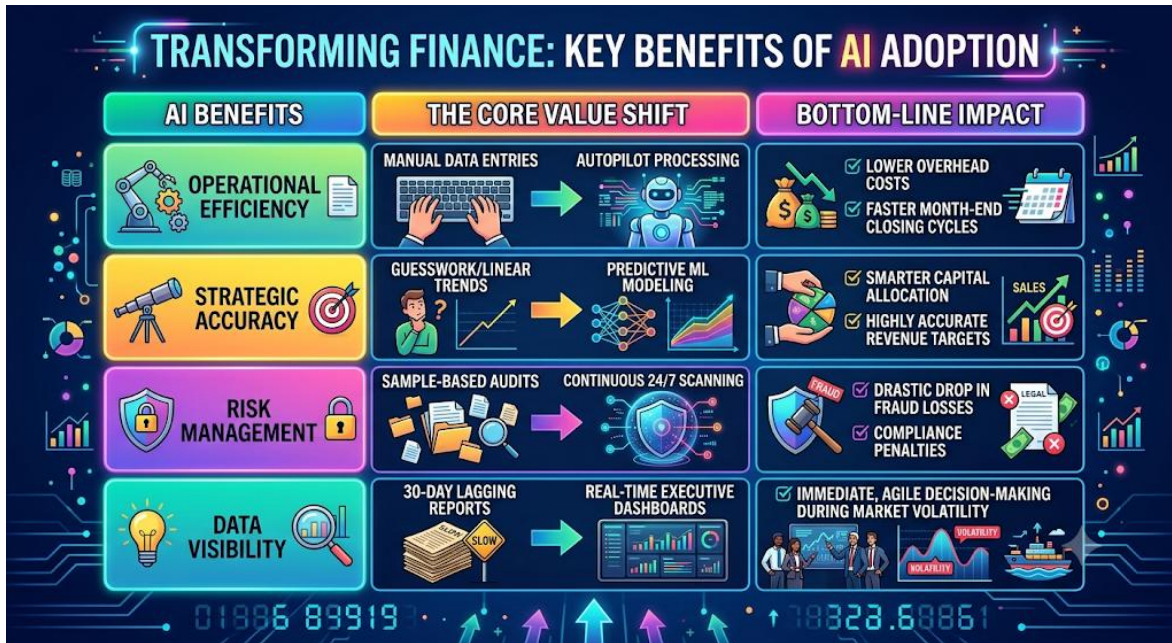 TRANSFORMING FINANCE: KEY BENEFITS OF AI ADOPTION
AI BENEFITS
THE CORE VALUE SHIFT
BOTTOM-LINE IMPACT
OPERATIONAL
EFFICIENCY
MANUAL DATA ENTRIES
AUTOPILOT PROCESSING
$
$
LOWER OVERHEAD
COSTS
FASTER MONTH-END
CLOSING CYCLES
STRATEGIC
ACCURACY
GUESSWORK/LINEAR
TRENDS
?
PREDICTIVE ML
MODELING
SMARTER CAPITAL
ALLOCATION
HIGHLY ACCURATE
REVENUE TARGETS
SALES
RISK
MANAGEMENT
SAMPLE-BASED AUDITS
CONTINUOUS 24/7 SCANNING
FRAUD
DRASTIC DROP IN
FRAUD LOSSES
COMPLIANCE
PENALTIES
LEGAL
DATA
VISIBILITY
30-DAY LAGGING
REPORTS
SLOW
SLOW
REAL-TIME EXECUTIVE
DASHBOARDS
IMMEDIATE, AGILE DECISION-MAKING
DURING MARKET VOLATILITY
VOLATILITY